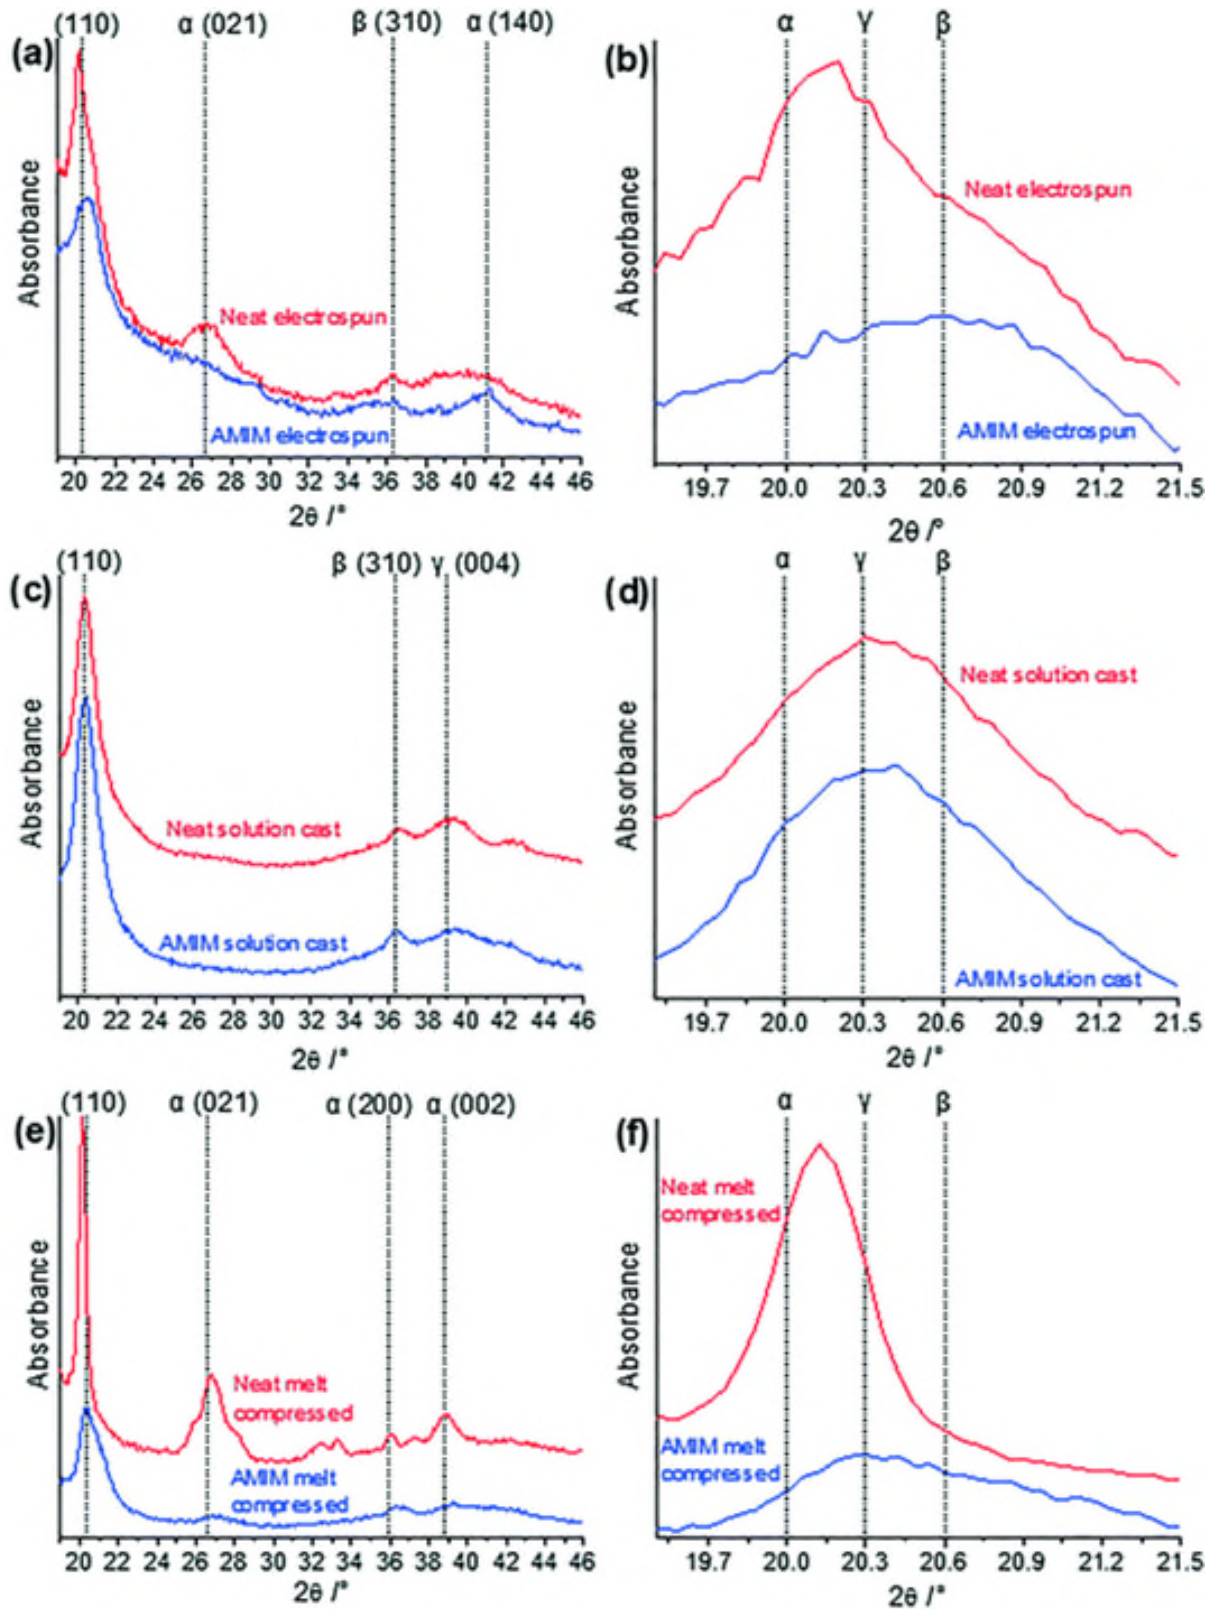 (110) α (021) β (310) α (140)
(a)
Absorbance
Neat electrospun
AMIM electrospun
20 22 24 26 28 30 32 34 36 38 40 42 44 46
2θ /°
α γ β
(b)
Absorbance
Neat electrospun
AMIM electrospun
19.7 20.0 20.3 20.6 20.9 21.2 21.5
2θ /°
(110) β (310) γ (004)
(c)
Absorbance
Neat solution cast
AMIM solution cast
20 22 24 26 28 30 32 34 36 38 40 42 44 46
2θ /°
α γ β
(d)
Absorbance
Neat solution cast
AMIM solution cast
19.7 20.0 20.3 20.6 20.9 21.2 21.5
2θ /°
(110) α (021) α (200) α (002)
(e)
Absorbance
Neat melt
compressed
AMIM melt
compressed
20 22 24 26 28 30 32 34 36 38 40 42 44 46
2θ /°
α γ β
(f)
Absorbance
Neat melt
compressed
AMIM melt
compressed
19.7 20.0 20.3 20.6 20.9 21.2 21.5
2θ /°